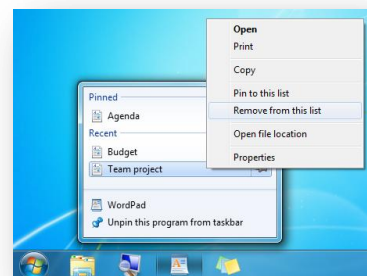 Open
Print
Copy
Pin to this list
Remove from this list
Open file location
Properties
Pinned
Agenda
Recent
Budget
Team project
WordPad
Unpin this program from taskbar